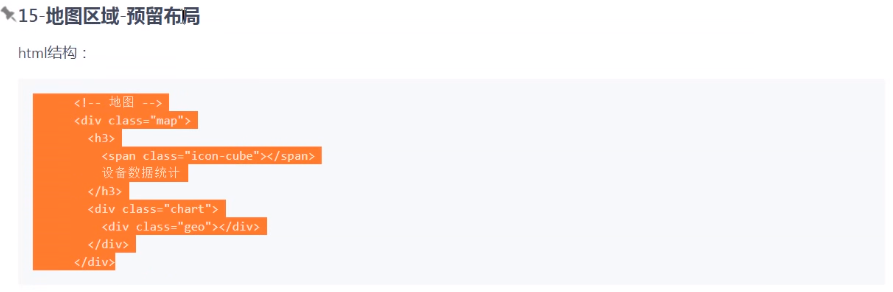 15-地图区域-预留布局
html结构：
<!-- 地图 -->
<div class="map">
<h3>
<span class="icon-cube"></span>
设备数据统计
</h3>
<div class="chart">
<div class="geo"></div>
</div>
</div>